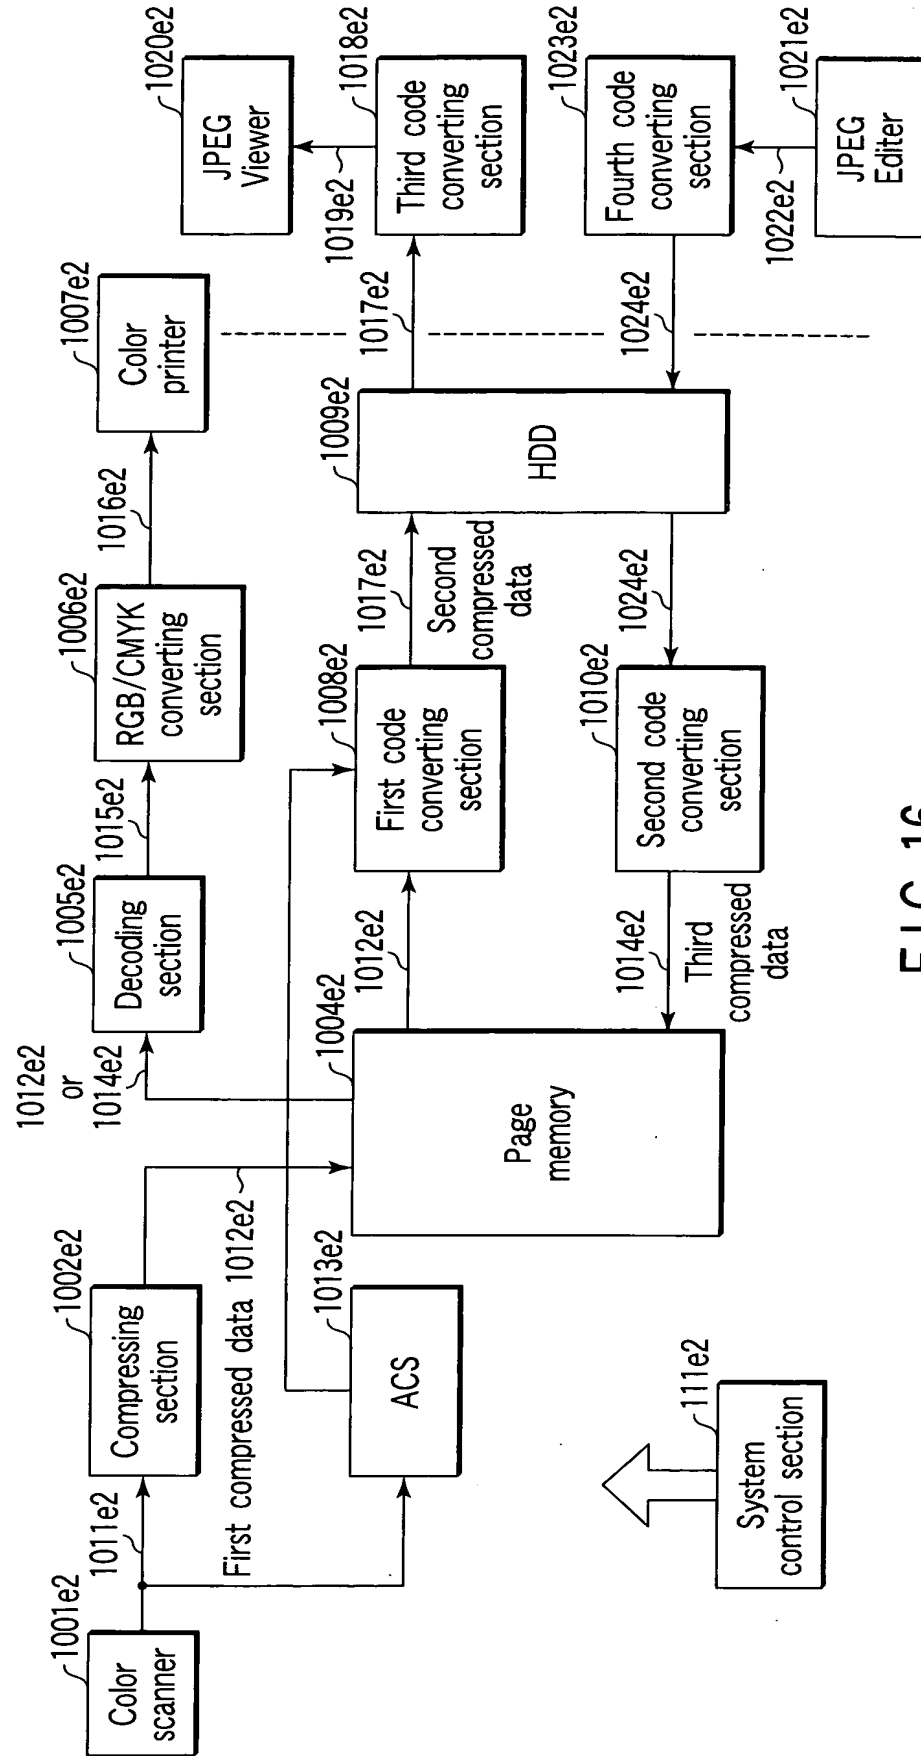 1001e2
Color
scanner
1011e2
1002e2
Compressing
section
First compressed data 1012e2
1013e2
ACS
1012e2
or
1014e2
1005e2
Decoding
section
1015e2
1006e2
RGB/CMYK
converting
section
1016e2
1007e2
Color
printer
1004e2
Page
memory
1012e2
1008e2
First code
converting
section
1017e2
Second
compressed
data
1009e2
HDD
1017e2
1018e2
Third code
converting
section
1019e2
1020e2
JPEG
Viewer
1021e2
JPEG
Editer
1022e2
1023e2
Fourth code
converting
section
1024e2
1024e2
1010e2
Second code
converting
section
1014e2
Third
compressed
data
111e2
System
control section
FIG. 16